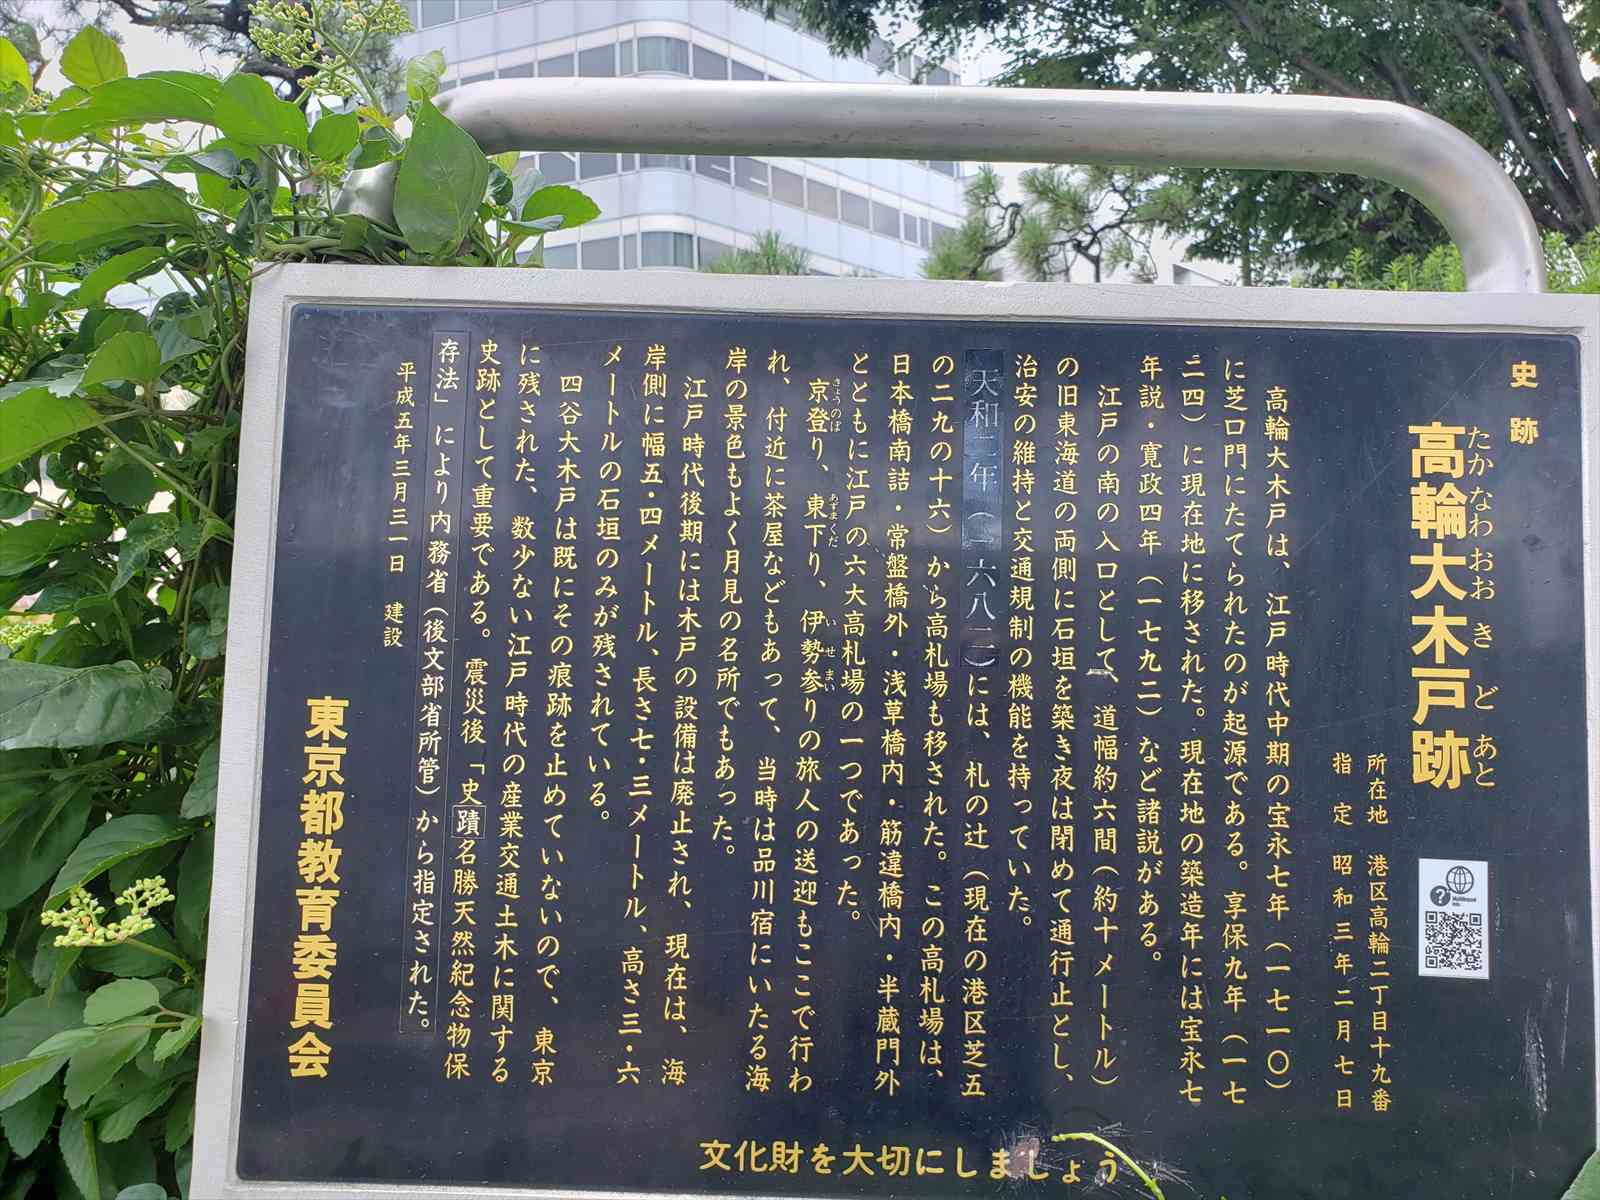 史跡
高輪大木戸跡
たかなわおおきどあと
所在地 港区高輪二丁目十九番
指定 昭和三年二月七日
高輪大木戸は、江戸時代中期の宝永七年(一七一〇)
に芝口門にたてられたのが起源である。享保九年(一七
二四)に現在地に移された。現在地の築造年には宝永七
年説・寛政四年(一七九二)など諸説がある。
江戸の南の入口として、道幅約六間(約十メートル)
の旧東海道の両側に石垣を築き夜は閉めて通行止とし、
治安の維持と交通規制の機能を持っていた。
天和二年(一六八二)には、札の辻(現在の港区芝五
の二九の十六)から高札場も移された。この高札場は、
日本橋南詰・常盤橋外・浅草橋内・筋違橋内・半蔵門外
とともに江戸の六大高札場の一つであった。
京登り、東下り、伊勢参りの旅人の送迎もここで行わ
きょうのぼ あずまくだ いせまい
れ、付近に茶屋などもあって、当時は品川宿にいたる海
岸の景色もよく月見の名所でもあった。
江戸時代後期には木戸の設備は廃止され、現在は、海
岸側に幅五・四メートル、長さ七・三メートル、高さ三・六
メートルの石垣のみが残されている。
四谷大木戸は既にその痕跡を止めていないので、東京
に残された、数少ない江戸時代の産業交通土木に関する
史跡として重要である。震災後「史蹟名勝天然紀念物保
存法」により内務省(後文部省所管)から指定された。
平成五年三月三一日 建設
東京都教育委員会
文化財を大切にしましょう